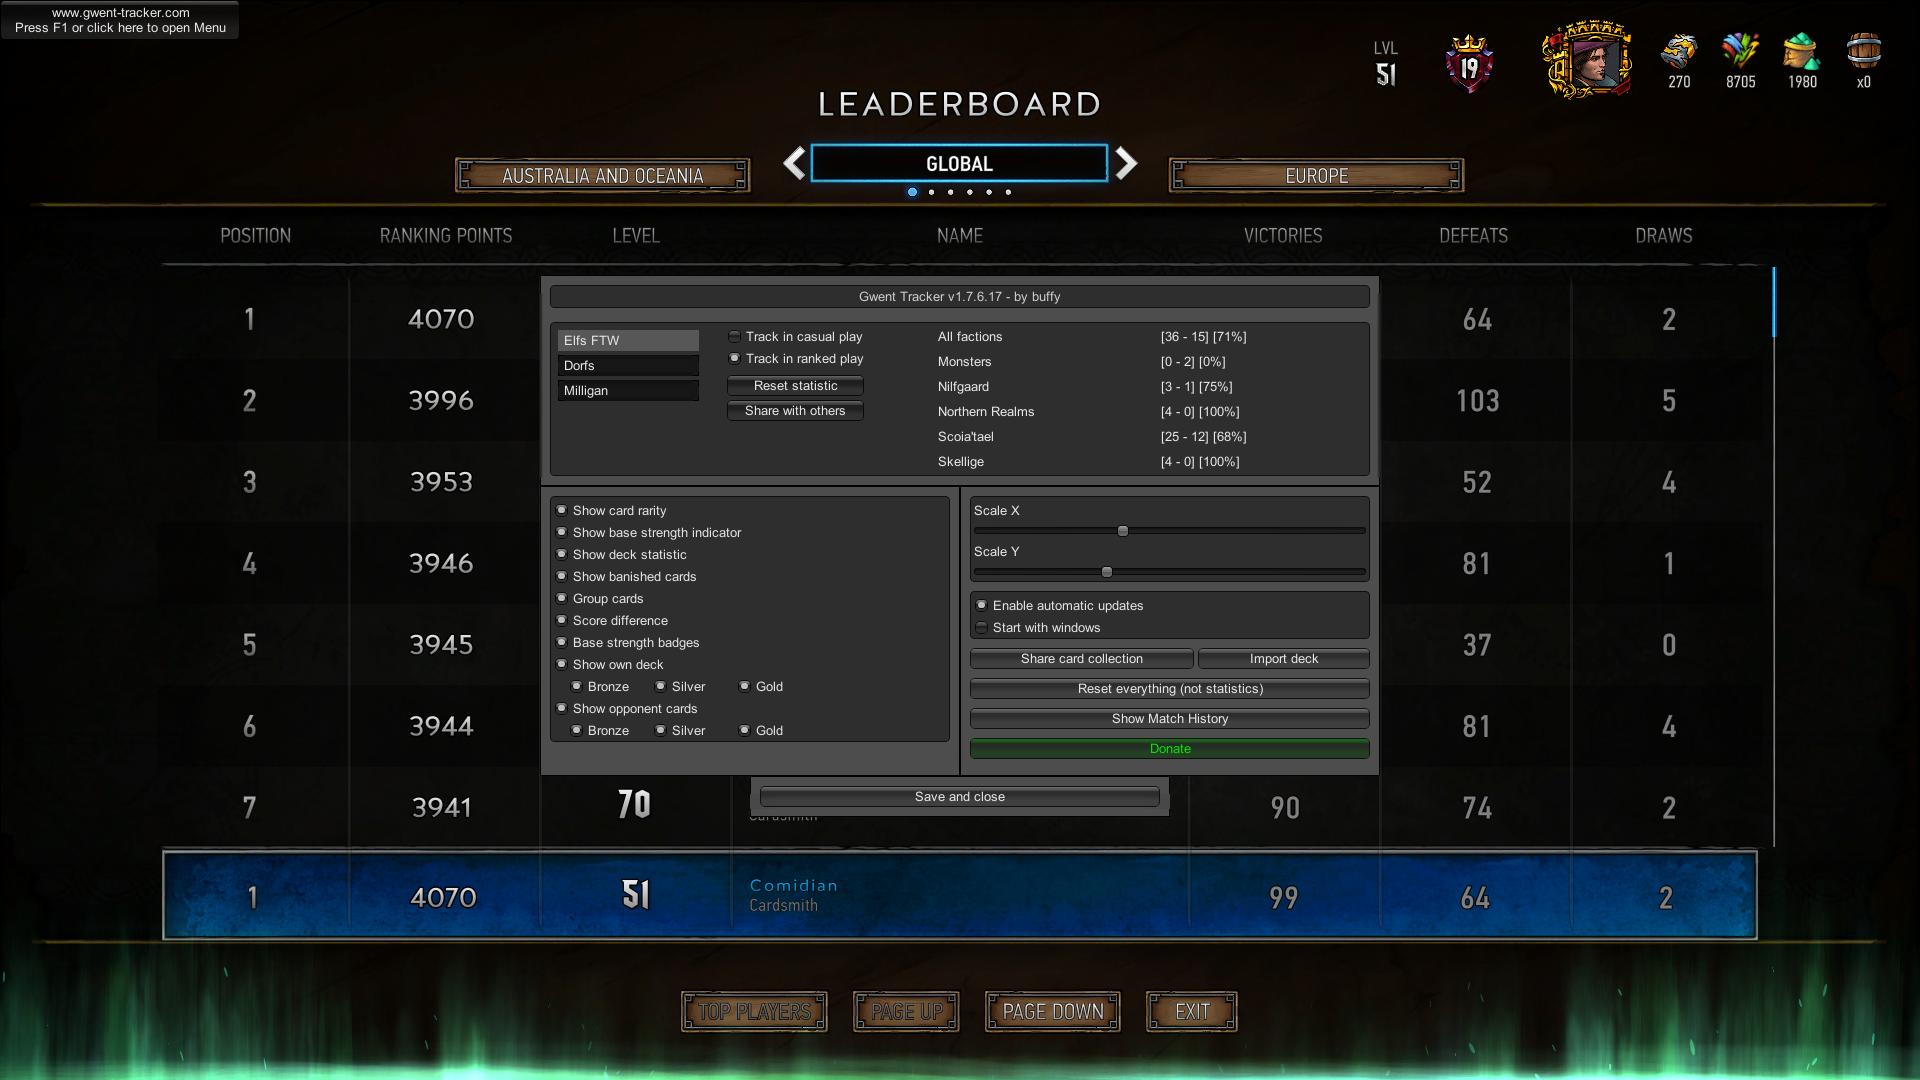 www.gwent-tracker.com
Press F1 or click here to open Menu
LVL
51
19
270
8705
1980
x0
LEADERBOARD
AUSTRALIA AND OCEANIA
GLOBAL
EUROPE
POSITION RANKING POINTS LEVEL NAME VICTORIES DEFEATS DRAWS
1 4070 64 2
2 3996 103 5
3 3953 52 4
4 3946 81 1
5 3945 37 0
6 3944 81 4
7 3941 70 90 74 2
Cardsmith
Gwent Tracker v1.7.6.17 - by buffy
Elfs FTW
Dorfs
Milligan
Track in casual play
Track in ranked play
Reset statistic
Share with others
All factions [36 - 15] [71%]
Monsters [0 - 2] [0%]
Nilfgaard [3 - 1] [75%]
Northern Realms [4 - 0] [100%]
Scoia'tael [25 - 12] [68%]
Skellige [4 - 0] [100%]
Show card rarity
Show base strength indicator
Show deck statistic
Show banished cards
Group cards
Score difference
Base strength badges
Show own deck
Bronze Silver Gold
Show opponent cards
Bronze Silver Gold
Scale X
Scale Y
Enable automatic updates
Start with windows
Share card collection Import deck
Reset everything (not statistics)
Show Match History
Donate
Save and close
1 4070 51 Comidian 99 64 2
Cardsmith
TOP PLAYERS PAGE UP PAGE DOWN EXIT